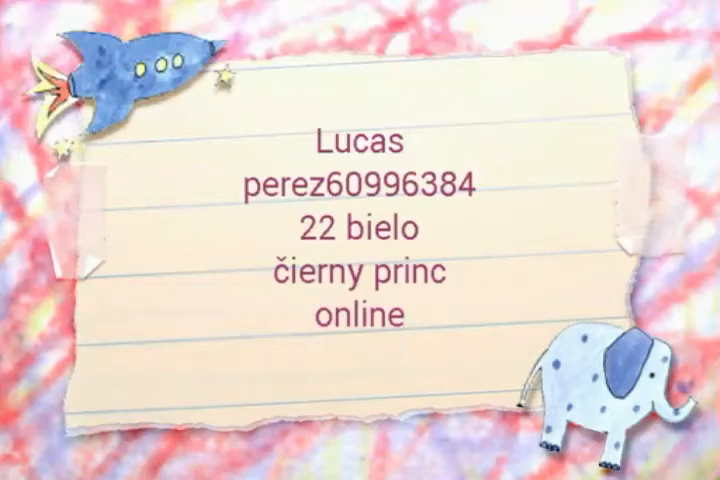 Lucas
perez60996384
22 bielo
čierny princ
online